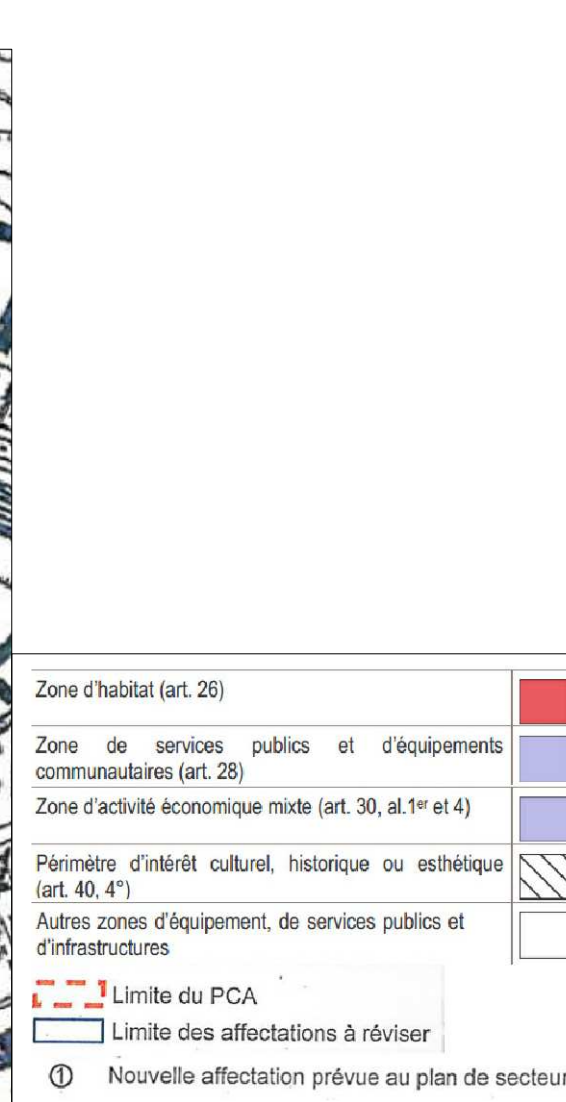 Zone d'habitat (art. 26)
Zone de services publics et d'équipements
communautaires (art. 28)
Zone d'activité économique mixte (art. 30, al.1er et 4)
Périmètre d'intérêt culturel, historique ou esthétique
(art. 40, 4°)
Autres zones d'équipement, de services publics et
d'infrastructures
Limite du PCA
Limite des affectations à réviser
① Nouvelle affectation prévue au plan de secteur